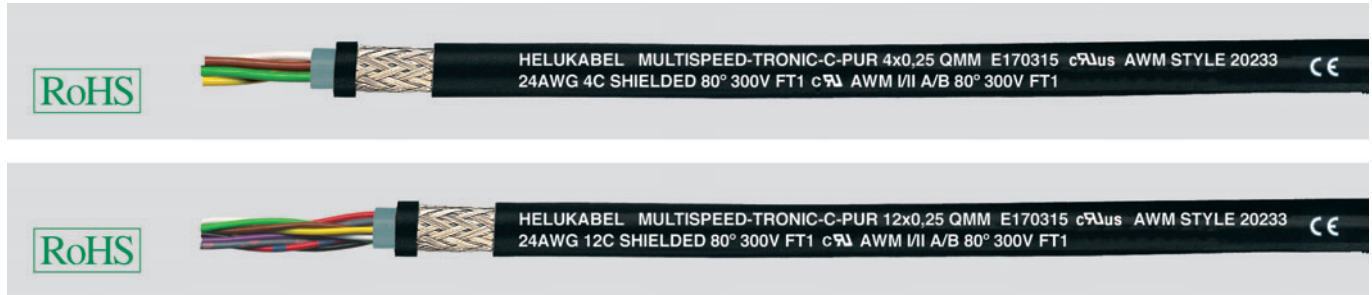 RoHS
HELUKABEL MULTISPEED-TRONIC-C-PUR 4x0,25 QMM E170315 cRUus AWM STYLE 20233 CE
24AWG 4C SHIELDED 80° 300V FT1 cRU AWM I/II A/B 80° 300V FT1
RoHS
HELUKABEL MULTISPEED-TRONIC-C-PUR 12x0,25 QMM E170315 cRUus AWM STYLE 20233 CE
24AWG 12C SHIELDED 80° 300V FT1 cRU AWM I/II A/B 80° 300V FT1